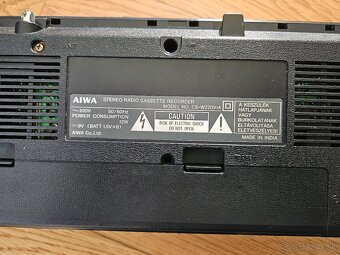 AIWA STEREO RADIO CASSETTE RECORDER
MODEL NO. CS-W220V-A
~220V 50/60Hz
POWER CONSUMPTION 12W
⎓ 9V (BATT 1.5V×6)
AIWA Co.,Ltd.
CAUTION
RISK OF ELECTRIC SHOCK
DO NOT OPEN
A KÉSZÜLÉK
HÁTLAPJÁNAK
VAGY
BURKOLATÁNAK
ELTÁVOLÍTÁSA
ÉLETVESZÉLYES!
MADE IN INDIA